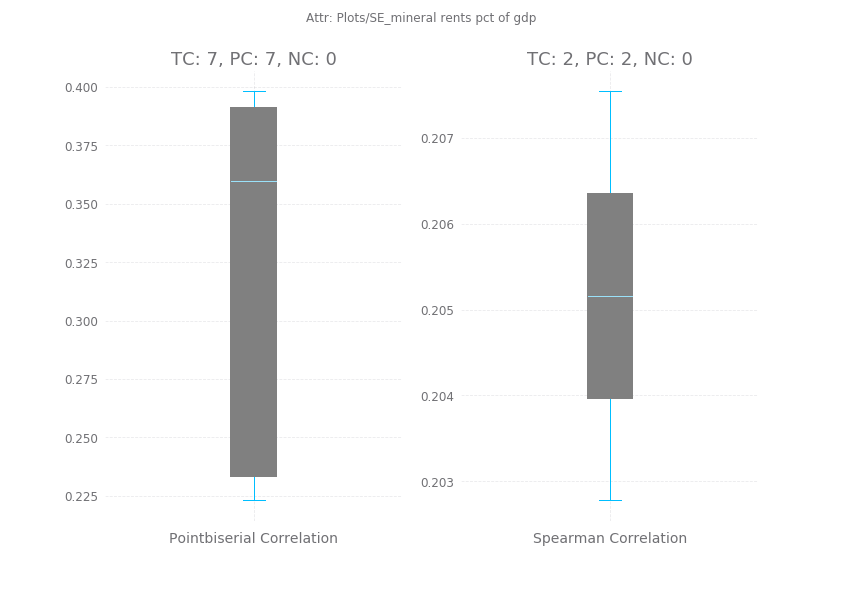 Attr: Plots/SE_mineral rents pct of gdp
TC: 7, PC: 7, NC: 0
0.400
0.375
0.350
0.325
0.300
0.275
0.250
0.225
Pointbiserial Correlation
TC: 2, PC: 2, NC: 0
0.207
0.206
0.205
0.204
0.203
Spearman Correlation